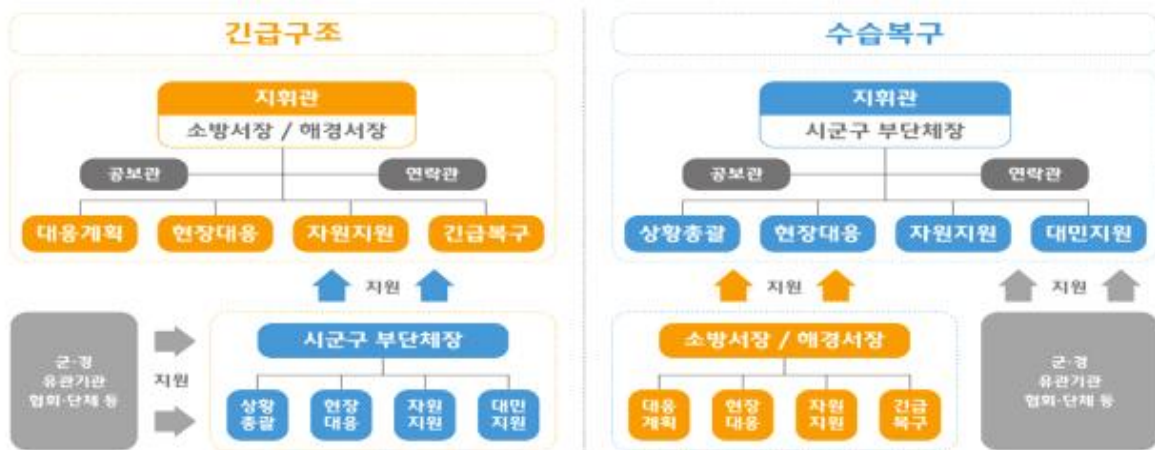 긴급구조
지휘관
소방서장 / 해경서장
공보관
연락관
대응계획
현장대응
자원지원
긴급복구
지원
군·경
유관기관
협회·단체 등
지원
시군구 부단체장
상황
총괄
현장
대응
자원
지원
대민
지원
수습복구
지휘관
시군구 부단체장
공보관
연락관
상황총괄
현장대응
자원지원
대민지원
지원
지원
소방서장 / 해경서장
대응
계획
현장
대응
자원
지원
긴급
복구
군·경
유관기관
협회·단체 등